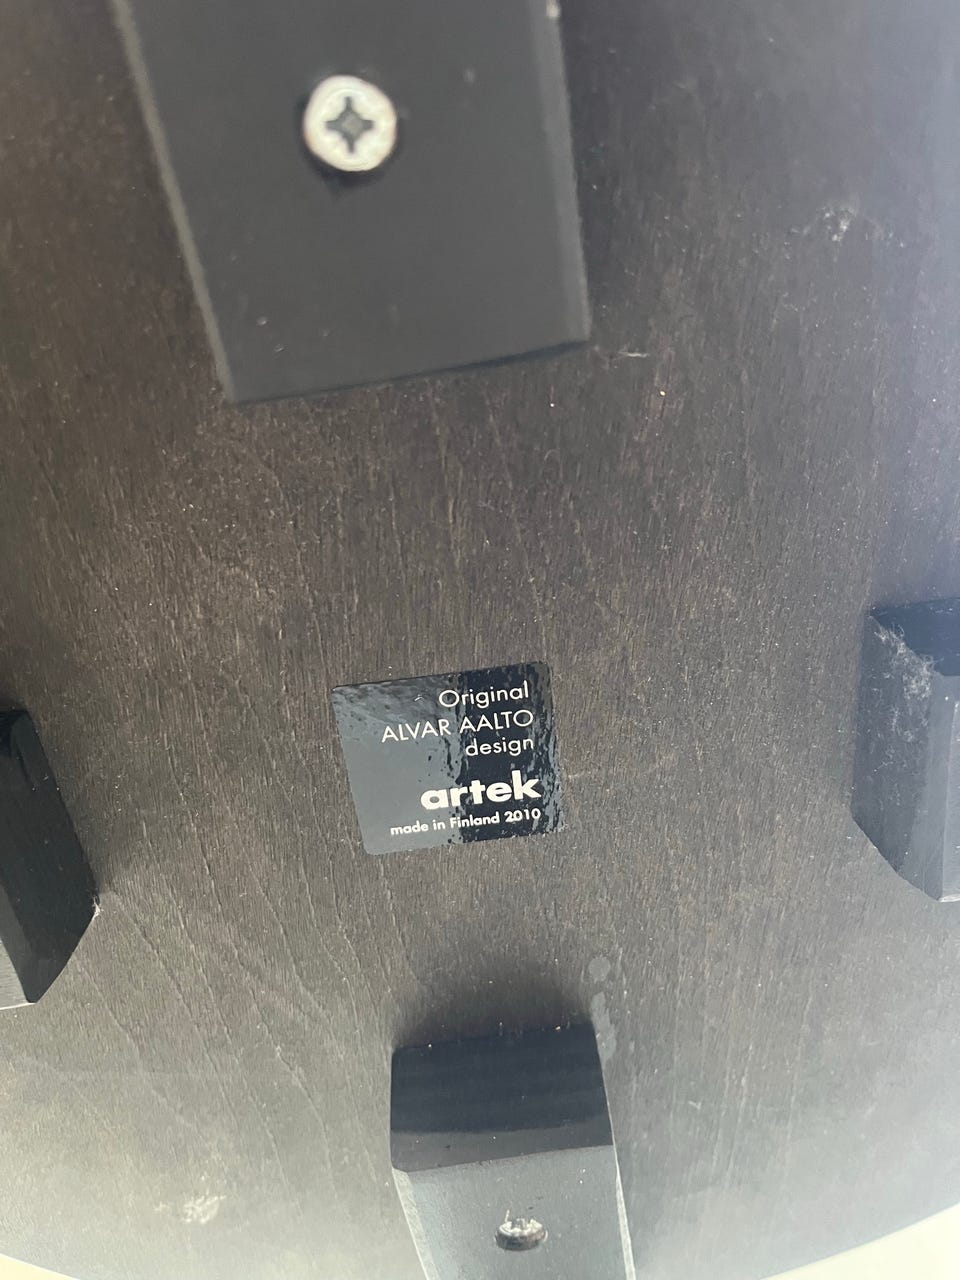 Original
ALVAR AALTO
design
artek
made in Finland 2010